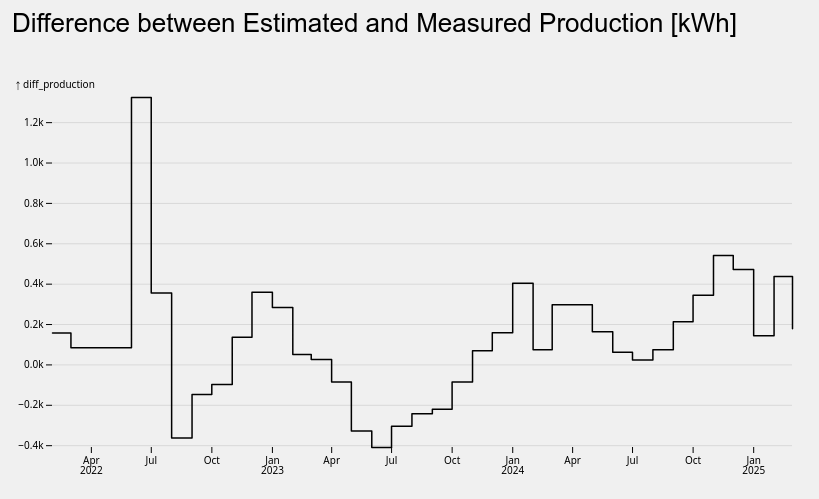 Difference between Estimated and Measured Production [kWh]
↑ diff_production
1.2k
1.0k
0.8k
0.6k
0.4k
0.2k
0.0k
−0.2k
−0.4k
Apr Jul Oct Jan Apr Jul Oct Jan Apr Jul Oct Jan
2022 2023 2024 2025